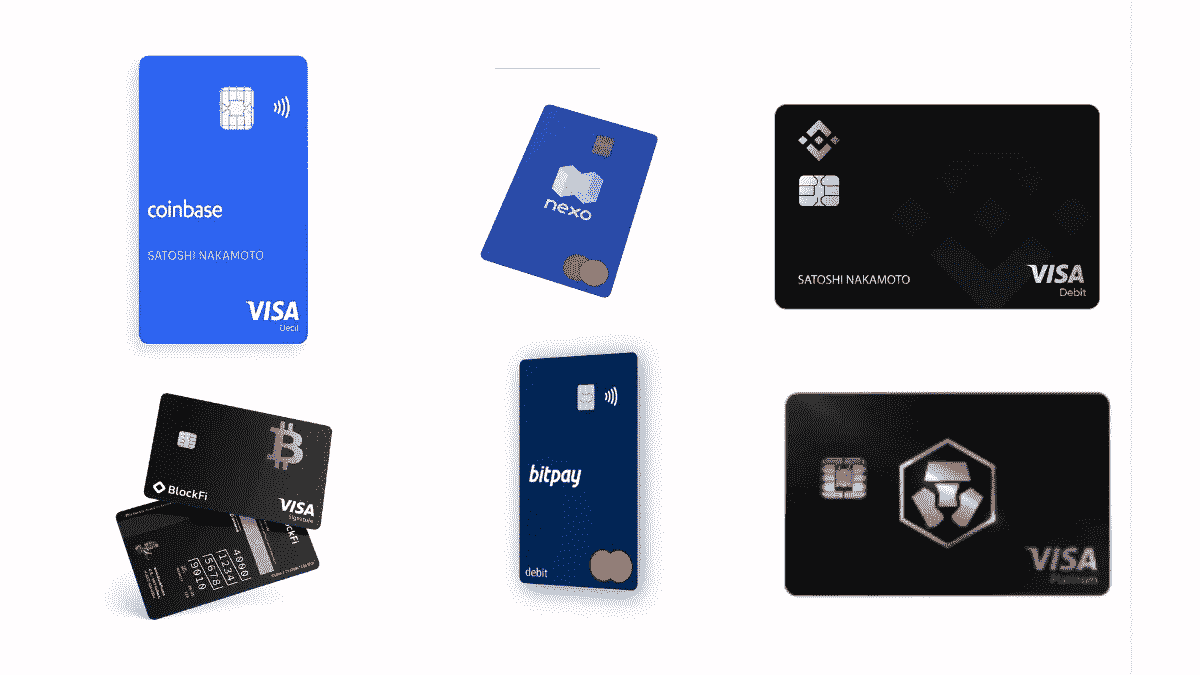 coinbase
SATOSHI NAKAMOTO
VISA
Debit
nexo
SATOSHI NAKAMOTO
VISA
Debit
BlockFi
VISA
Signature
4000
1234
5678
9010
bitpay
debit
VISA
Platinum